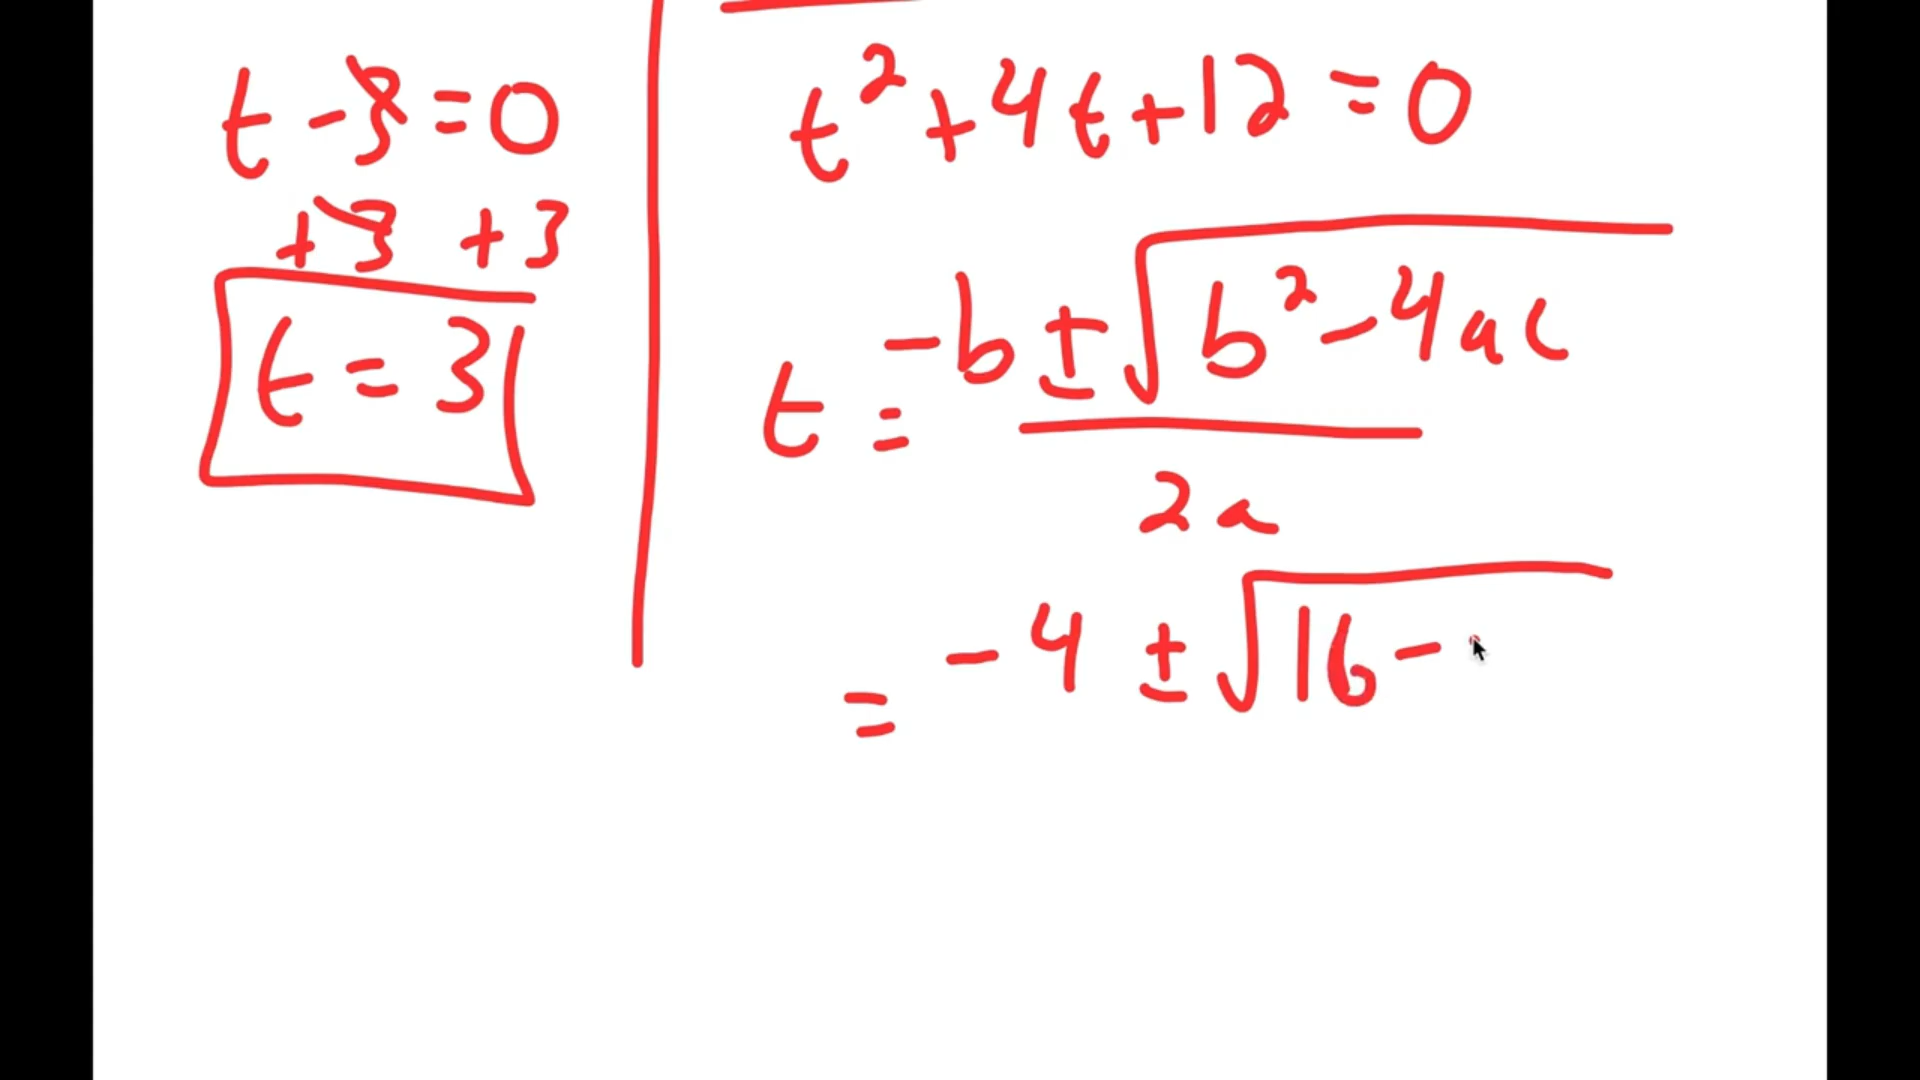 t - 3 = 0
+3 +3
t = 3
t² + 4t + 12 = 0
t = -b ± √b² - 4ac
2a
= -4 ± √16 -